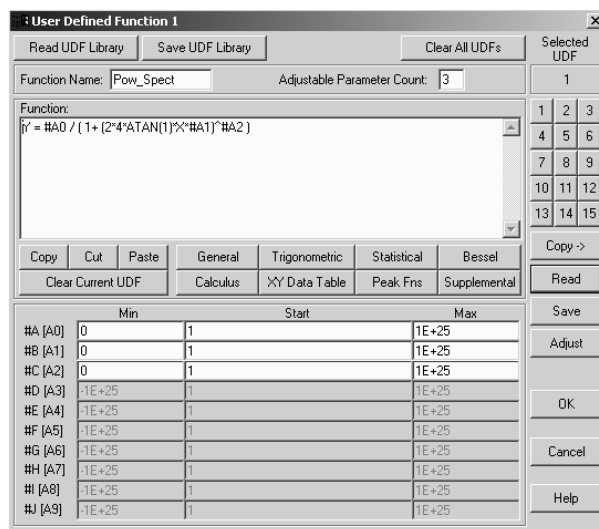 User Defined Function 1
Read UDF Library Save UDF Library Clear All UDFs Selected UDF
Function Name: Pow_Spect Adjustable Parameter Count: 3 1
Function:
Y = #A0 / ( 1+ (2*4*ATAN(1)*X*#A1)^#A2 )
1 2 3
4 5 6
7 8 9
10 11 12
13 14 15
Copy Cut Paste General Trigonometric Statistical Bessel Copy ->
Clear Current UDF Calculus XY Data Table Peak Fns Supplemental Read
Min Start Max Save
#A [A0] 0 1 1E+25
#B [A1] 0 1 1E+25 Adjust
#C [A2] 0 1 1E+25
#D [A3] -1E+25 1 1E+25
#E [A4] -1E+25 1 1E+25 OK
#F [A5] -1E+25 1 1E+25
#G [A6] -1E+25 1 1E+25 Cancel
#H [A7] -1E+25 1 1E+25
#I [A8] -1E+25 1 1E+25 Help
#J [A9] -1E+25 1 1E+25